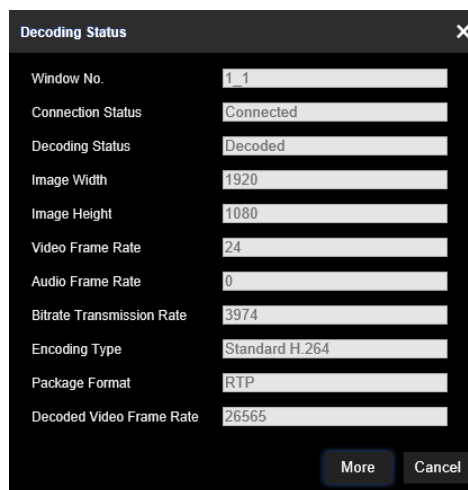 Decoding Status
Window No. 1_1
Connection Status Connected
Decoding Status Decoded
Image Width 1920
Image Height 1080
Video Frame Rate 24
Audio Frame Rate 0
Bitrate Transmission Rate 3974
Encoding Type Standard H.264
Package Format RTP
Decoded Video Frame Rate 26565
More Cancel